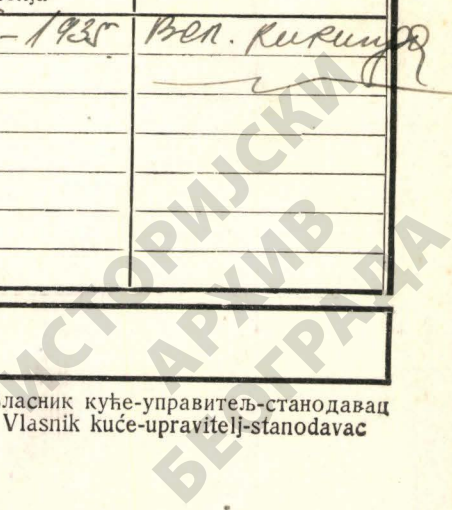 – 1935 Вел. Кикинда
ласник куће-управитељ-станодавац
Vlasnik kuće-upravitelj-stanodavac
ИСТОРИЈСКИ
АРХИВ
БЕОГРАДА